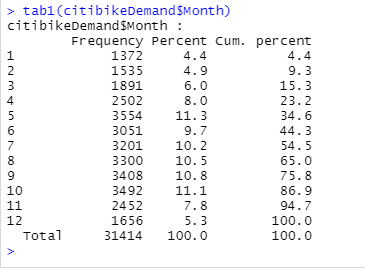 > tab1(citibikeDemand$Month)
citibikeDemand$Month :
Frequency Percent Cum. percent
1 1372 4.4 4.4
2 1535 4.9 9.3
3 1891 6.0 15.3
4 2502 8.0 23.2
5 3554 11.3 34.6
6 3051 9.7 44.3
7 3201 10.2 54.5
8 3300 10.5 65.0
9 3408 10.8 75.8
10 3492 11.1 86.9
11 2452 7.8 94.7
12 1656 5.3 100.0
Total 31414 100.0 100.0
>